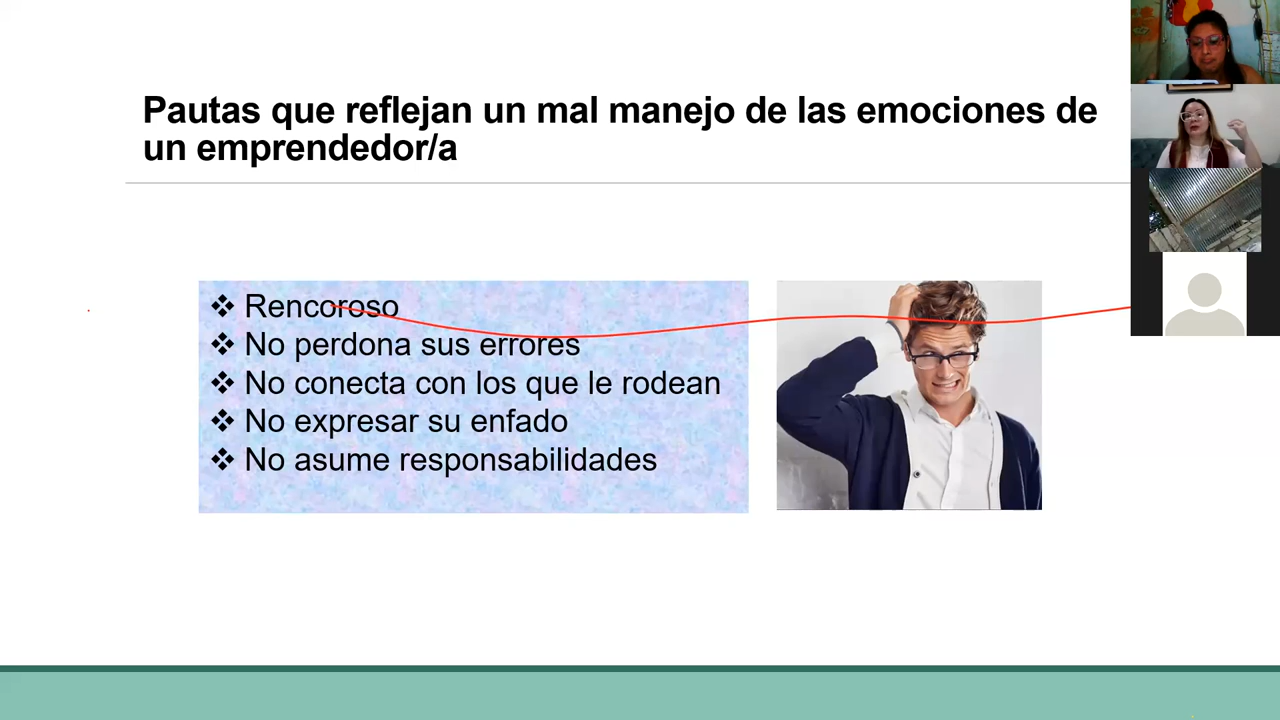 Pautas que reflejan un mal manejo de las emociones de
un emprendedor/a
❖ Rencoroso
❖ No perdona sus errores
❖ No conecta con los que le rodean
❖ No expresar su enfado
❖ No asume responsabilidades